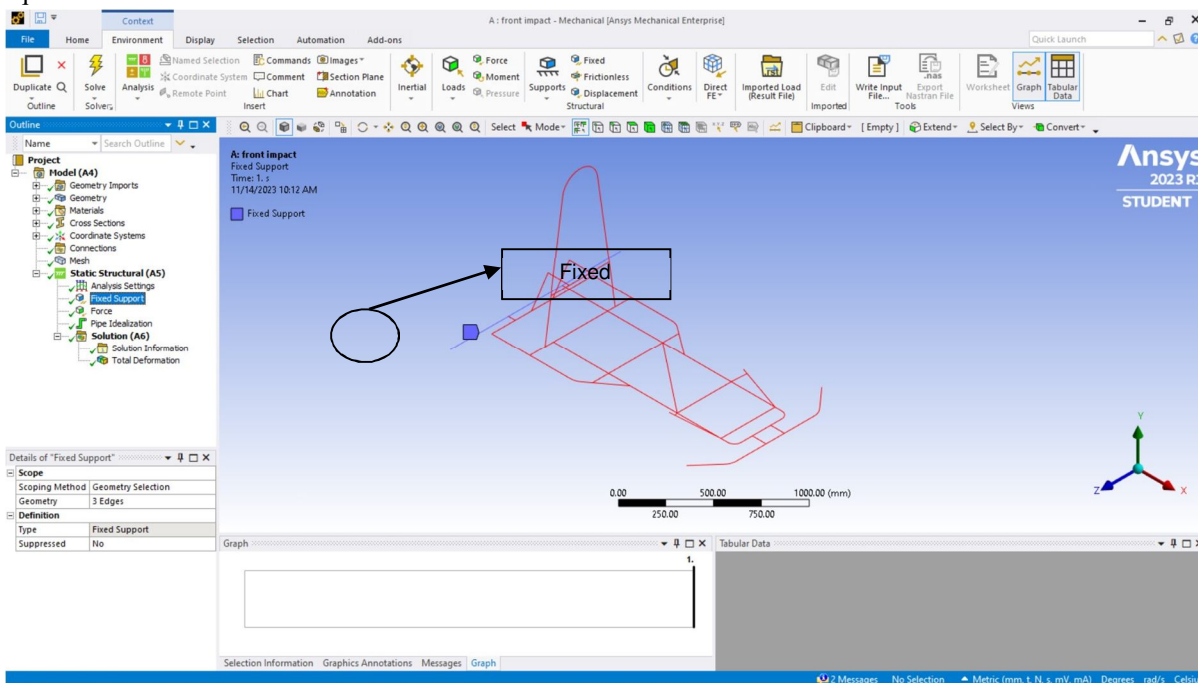 A : front impact - Mechanical [Ansys Mechanical Enterprise]
Context
File Home Environment Display Selection Automation Add-ons
Quick Launch
Duplicate Q
Outline
Solve
Solvers
Analysis
Named Selection
Coordinate System
Remote Point
Commands
Comment
Chart
Images
Section Plane
Annotation
Insert
Inertial
Loads
Force
Moment
Pressure
Supports
Fixed
Frictionless
Displacement
Structural
Conditions
Direct
FE
Imported Load
(Result File)
Edit
Imported
Write Input
File...
Export
.nas
Nastran File
Tools
Worksheet
Graph
Tabular
Data
Views
Outline
Select Mode Clipboard [ Empty ] Extend Select By Convert
Name Search Outline
Project
Model (A4)
Geometry Imports
Geometry
Materials
Cross Sections
Coordinate Systems
Connections
Mesh
Static Structural (A5)
Analysis Settings
Fixed Support
Force
Pipe Idealization
Solution (A6)
Solution Information
Total Deformation
A: front impact
Fixed Support
Time: 1. s
11/14/2023 10:12 AM
Fixed Support
Ansys
STUDENT
Fixed
0.00 500.00 1000.00 (mm)
250.00 750.00
Y
Z X
Details of "Fixed Support"
Scope
Scoping Method Geometry Selection
Geometry 3 Edges
Definition
Type Fixed Support
Suppressed No
Graph
1.
Tabular Data
Selection Information Graphics Annotations Messages Graph
2 Messages No Selection Metric (mm, t, N, s, mV, mA) Degrees rad/s